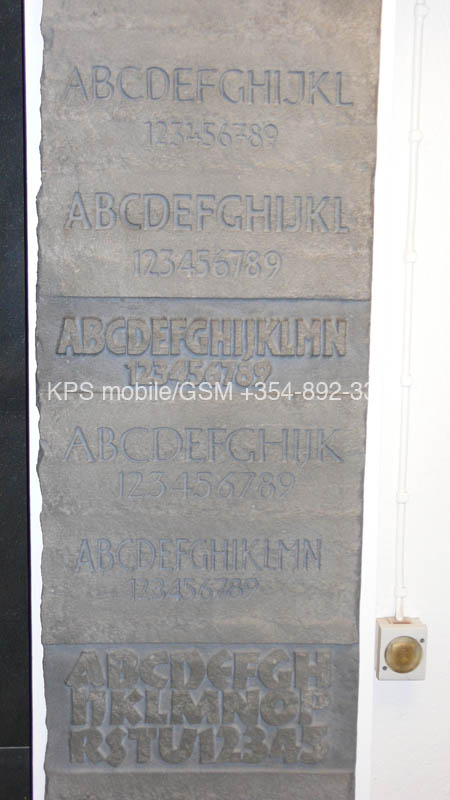 ABCDEFGHIJKL
123456789
ABCDEFGHIJKL
123456789
ABCDEFGHIJKLMN
123456789
KPS mobile/GSM +354-892-33
ABCDEFGHIJK
123456789
ABCDEFGHIKLMN
123456789
ABCDEFGH
IJKLMNOP
RSTU12345